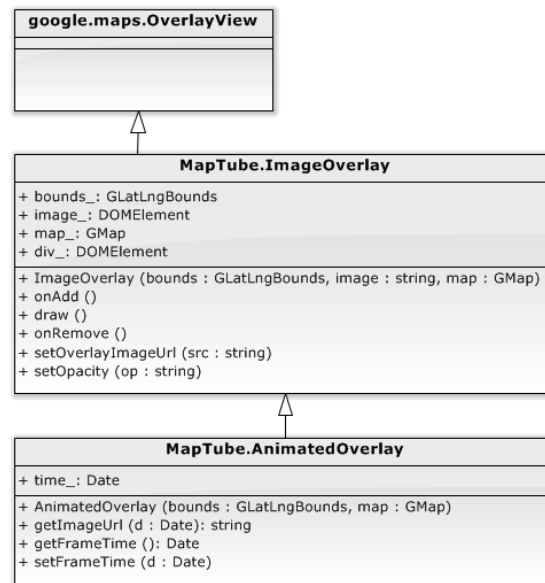 google.maps.OverlayView
MapTube.ImageOverlay
+ bounds_: GLatLngBounds
+ image_: DOMElement
+ map_: GMap
+ div_: DOMElement
+ ImageOverlay (bounds : GLatLngBounds, image : string, map : GMap)
+ onAdd ()
+ draw ()
+ onRemove ()
+ setOverlayImageUrl (src : string)
+ setOpacity (op : string)
MapTube.AnimatedOverlay
+ time_: Date
+ AnimatedOverlay (bounds : GLatLngBounds, map : GMap)
+ getImageUrl (d : Date): string
+ getFrameTime (): Date
+ setFrameTime (d : Date)